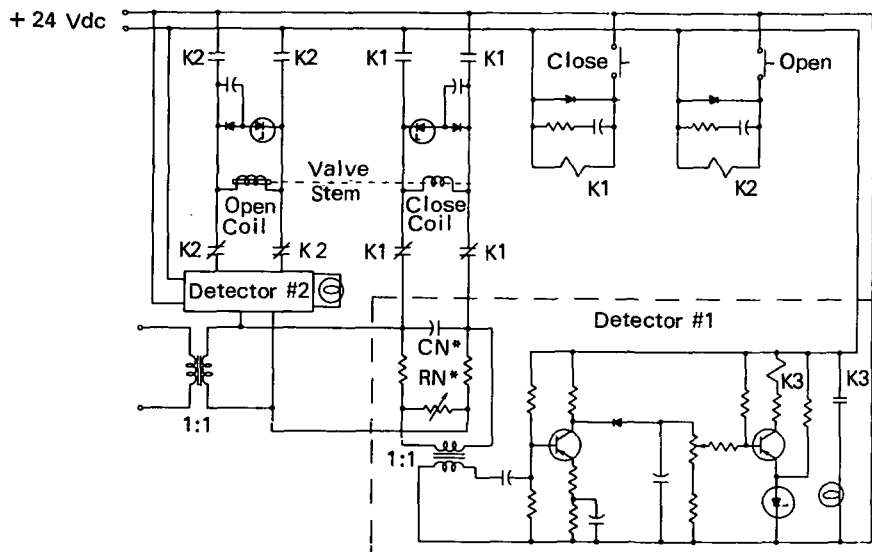 + 24 Vdc
K2
K2
K1
K1
Close
Open
Valve
Stem
K1
K2
Open
Coil
Close
Coil
K2
K2
K1
K1
Detector #2
Detector #1
CN*
RN*
K3
K3
1:1
1:1